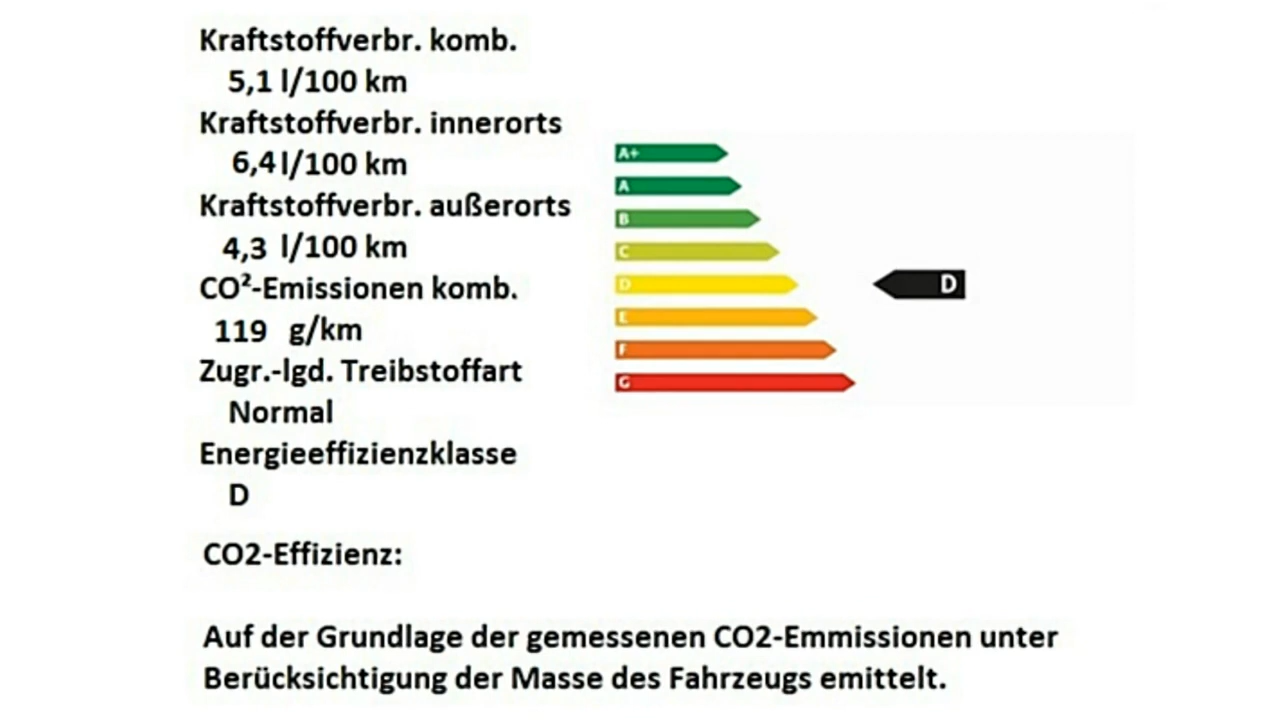 Kraftstoffverbr. komb.
5,1 l/100 km
Kraftstoffverbr. innerorts
6,4 l/100 km
Kraftstoffverbr. außerorts
4,3 l/100 km
CO²-Emissionen komb.
119 g/km
Zugr.-lgd. Treibstoffart
Normal
Energieeffizienzklasse
D
A+
A
B
C
D
D
E
F
G
CO2-Effizienz:
Auf der Grundlage der gemessenen CO2-Emmissionen unter
Berücksichtigung der Masse des Fahrzeugs emittelt.